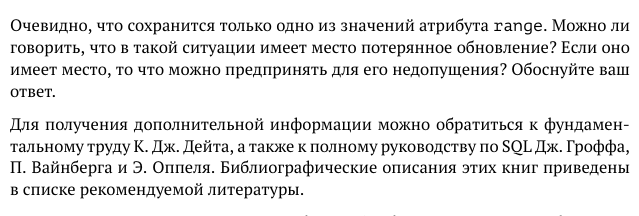 Очевидно, что сохранится только одно из значений атрибута range. Можно ли
говорить, что в такой ситуации имеет место потерянное обновление? Если оно
имеет место, то что можно предпринять для его недопущения? Обоснуйте ваш
ответ.
Для получения дополнительной информации можно обратиться к фундамен-
тальному труду К. Дж. Дейта, а также к полному руководству по SQL Дж. Гроффа,
П. Вайнберга и Э. Оппеля. Библиографические описания этих книг приведены
в списке рекомендуемой литературы.